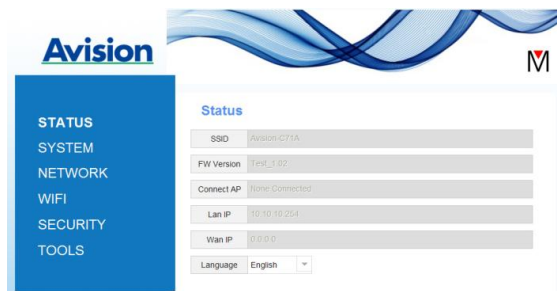 Avision
M
STATUS
SYSTEM
NETWORK
WIFI
SECURITY
TOOLS
Status
SSID Avision-C71A
FW Version Test_1.02
Connect AP None Connected
Lan IP 10.10.10.254
Wan IP 0.0.0.0
Language English